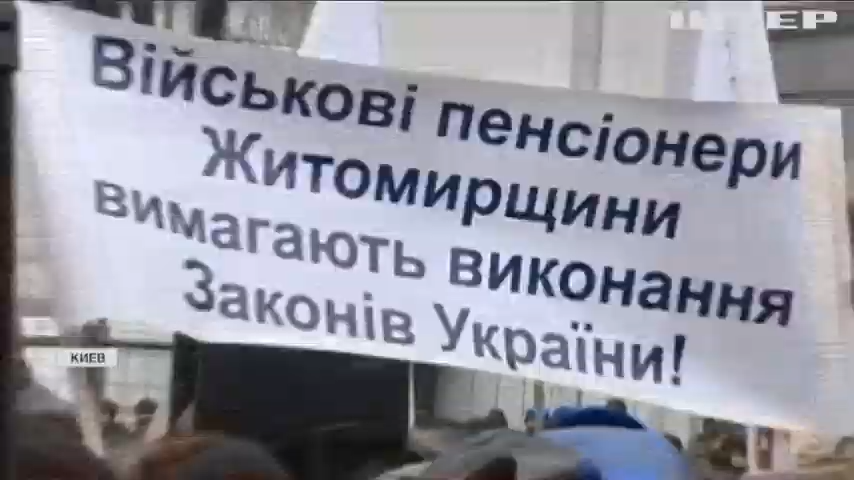 Військові пенсіонери
Житомирщини
вимагають виконання
Законів України!
КИЕВ